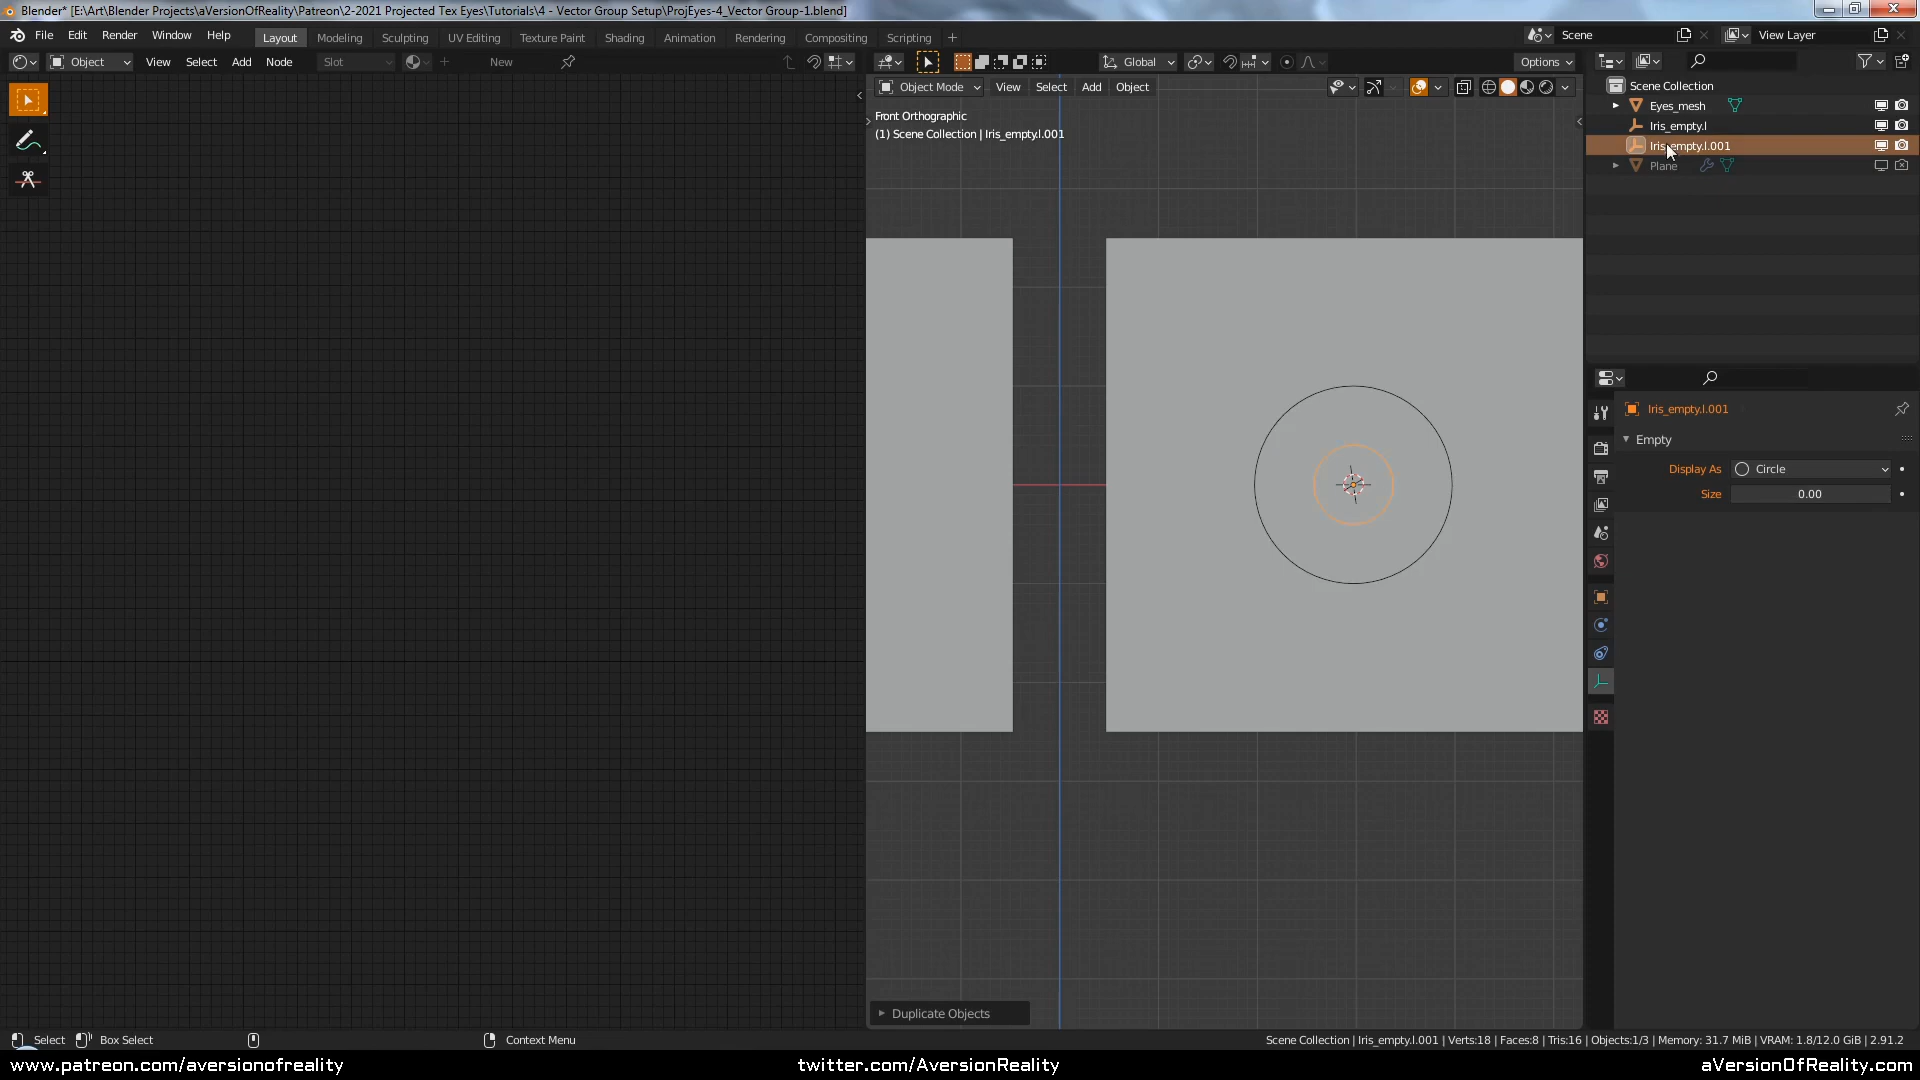 Blender* [E:\Art\Blender Projects\aVersionOfReality\Patreon\2-2021 Projected Tex Eyes\Tutorials\4 - Vector Group Setup\ProjEyes-4_Vector Group-1.blend]
File Edit Render Window Help Layout Modeling Sculpting UV Editing Texture Paint Shading Animation Rendering Compositing Scripting + Scene View Layer
Object View Select Add Node Slot New Global Options
Object Mode View Select Add Object
Front Orthographic
(1) Scene Collection | Iris_empty.l.001
Scene Collection
Eyes_mesh
Iris_empty.l
Iris_empty.l.001
Plane
Iris_empty.l.001
Empty
Display As Circle
Size 0.00
Duplicate Objects
Select Box Select Context Menu Scene Collection | Iris_empty.l.001 | Verts:18 | Faces:8 | Tris:16 | Objects:1/3 | Memory: 31.7 MiB | VRAM: 1.8/12.0 GiB | 2.91.2
www.patreon.com/aversionofreality twitter.com/AversionReality aVersionOfReality.com